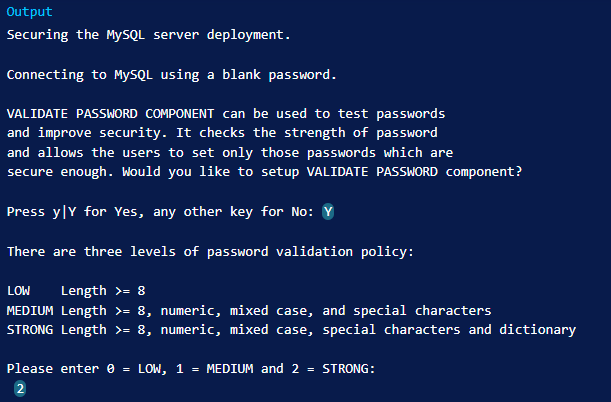 Output
Securing the MySQL server deployment.
Connecting to MySQL using a blank password.
VALIDATE PASSWORD COMPONENT can be used to test passwords
and improve security. It checks the strength of password
and allows the users to set only those passwords which are
secure enough. Would you like to setup VALIDATE PASSWORD component?
Press y|Y for Yes, any other key for No: Y
There are three levels of password validation policy:
LOW    Length >= 8
MEDIUM Length >= 8, numeric, mixed case, and special characters
STRONG Length >= 8, numeric, mixed case, special characters and dictionary
Please enter 0 = LOW, 1 = MEDIUM and 2 = STRONG:
2